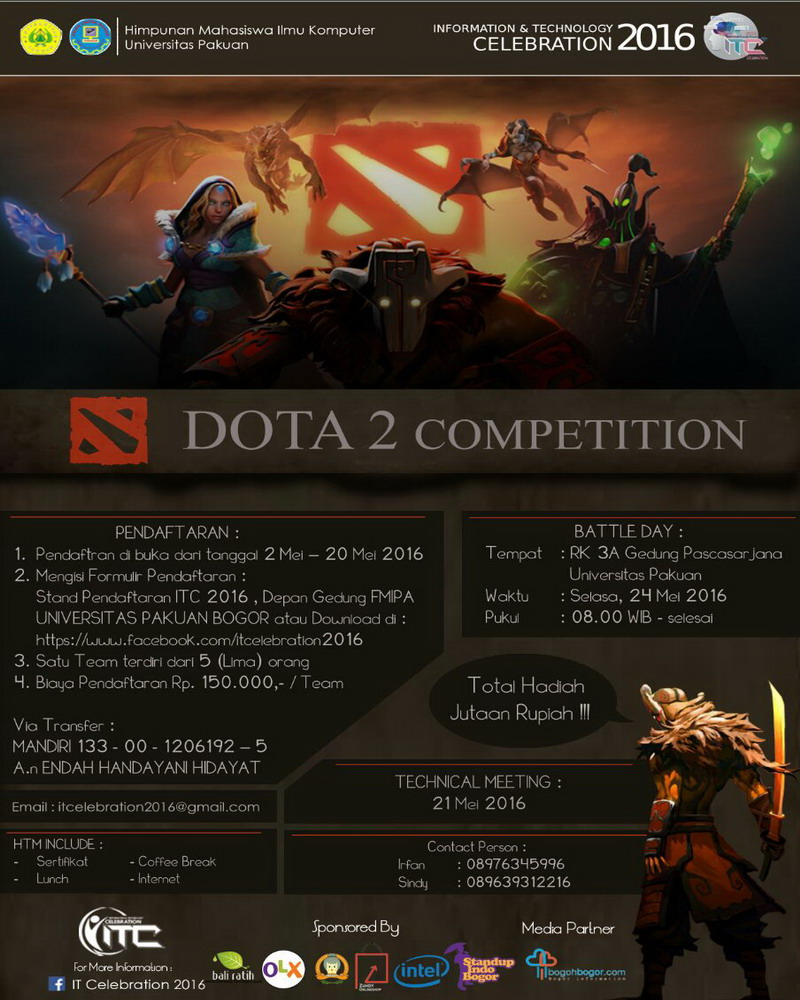 Himpunan Mahasiswa Ilmu Komputer
Universitas Pakuan
INFORMATION & TECHNOLOGY
CELEBRATION 2016
ITC
CELEBRATION
DOTA 2 COMPETITION
PENDAFTARAN :
1. Pendaftran di buka dari tanggal 2 Mei – 20 Mei 2016
2. Mengisi Formulir Pendaftaran :
Stand Pendaftaran ITC 2016 , Depan Gedung FMIPA
UNIVERSITAS PAKUAN BOGOR atau Download di :
https://www.facebook.com/itcelebration2016
3. Satu Team terdiri dari 5 (Lima) orang
4. Biaya Pendaftaran Rp. 150.000,- / Team
Via Transfer :
MANDIRI 133 - 00 - 1206192 – 5
A.n ENDAH HANDAYANI HIDAYAT
BATTLE DAY :
Tempat : RK 3A Gedung Pascasarjana
Universitas Pakuan
Waktu : Selasa, 24 Mei 2016
Pukul : 08.00 WIB - selesai
Total Hadiah
Jutaan Rupiah !!!
TECHNICAL MEETING :
21 Mei 2016
Email : itcelebration2016@gmail.com
HTM INCLUDE :
- Sertifikat - Coffee Break
- Lunch - Internet
Contact Person :
Irfan : 08976345996
Sindy : 089639312216
CELEBRATION
ITC
For More Information :
IT Celebration 2016
Sponsored By
bali ratih
OLX
intel
Standup
Indo
Bogor
Media Partner
bogohbogor.com
Bogor Information